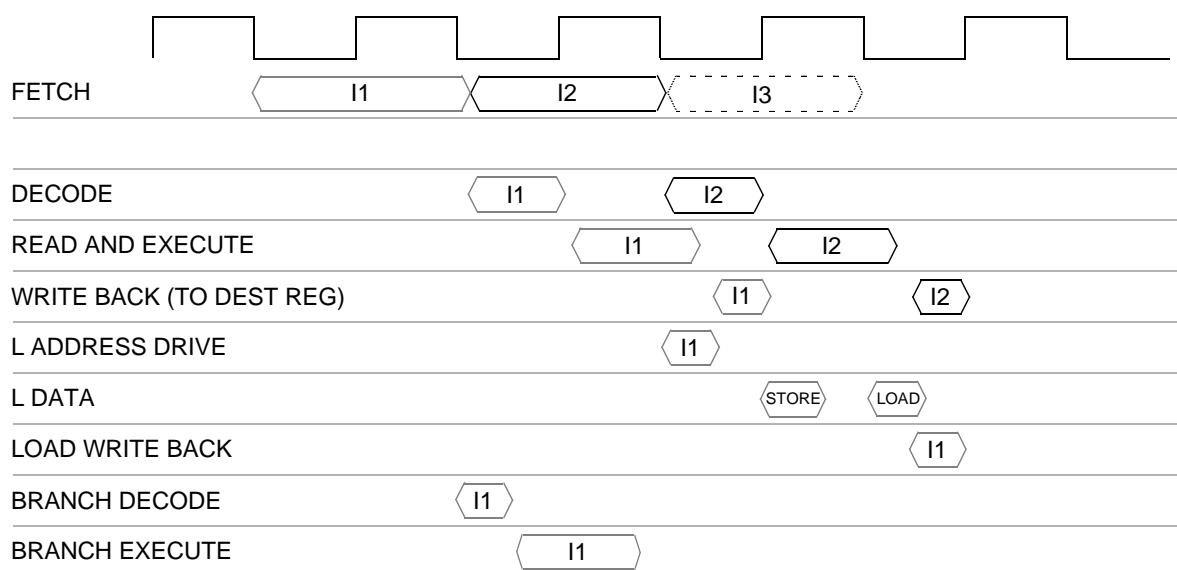 FETCH I1 I2 I3
DECODE I1 I2
READ AND EXECUTE I1 I2
WRITE BACK (TO DEST REG) I1 I2
L ADDRESS DRIVE I1
L DATA STORE LOAD
LOAD WRITE BACK I1
BRANCH DECODE I1
BRANCH EXECUTE I1